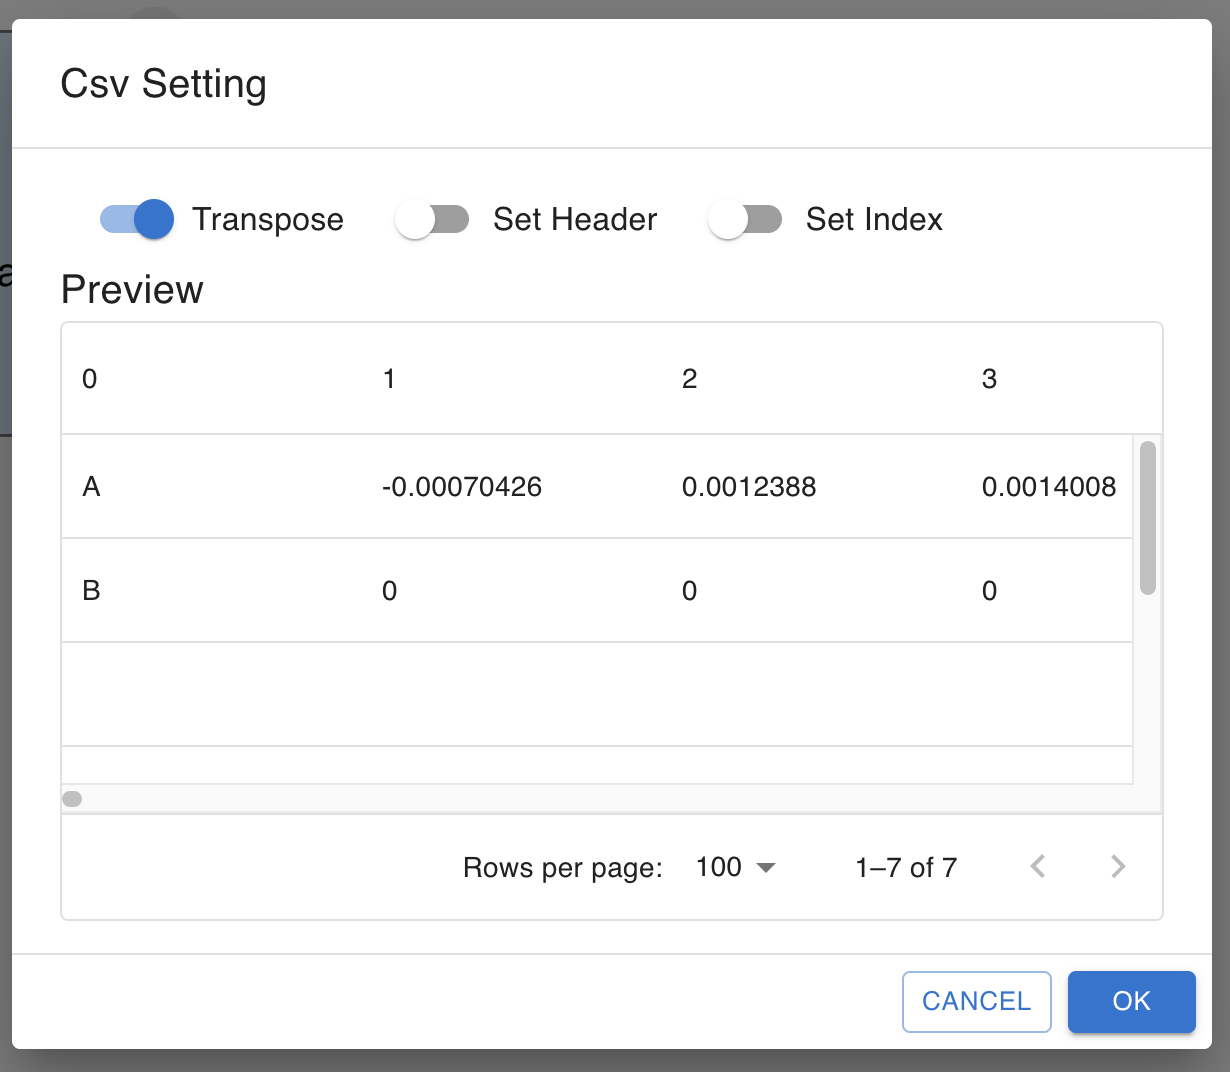 Csv Setting
Transpose Set Header Set Index
a
Preview
0 1 2 3
A -0.00070426 0.0012388 0.0014008
B 0 0 0
Rows per page: 100 1–7 of 7
CANCEL OK